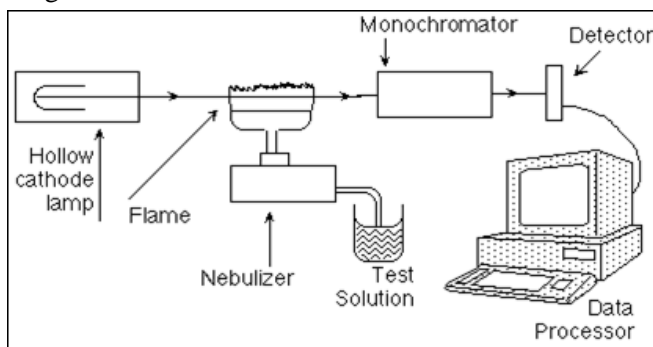 Monochromator
Detector
Hollow
cathode
lamp
Flame
Nebulizer
Test
Solution
Data
Processor